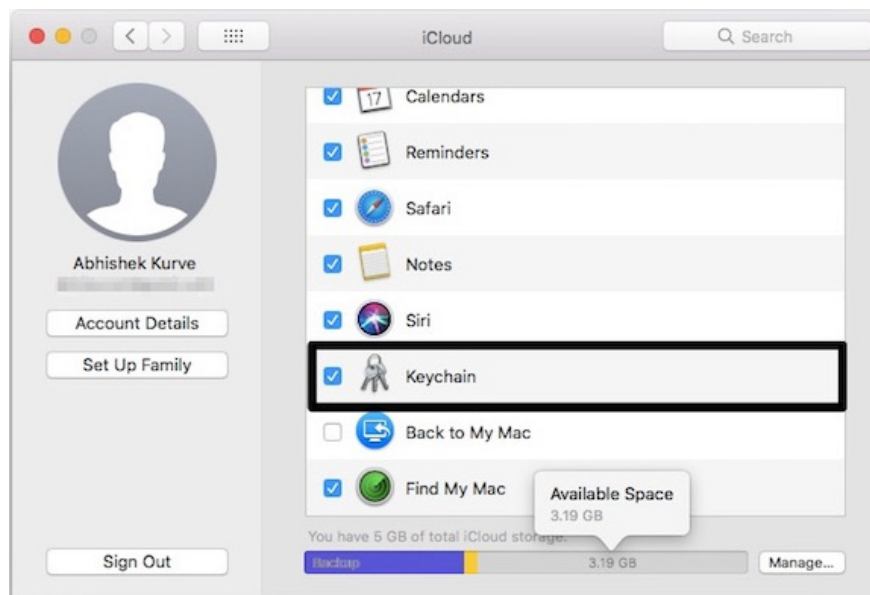 iCloud
Search
Abhishek Kurve
Account Details
Set Up Family
Sign Out
17
Calendars
Reminders
Safari
Notes
Siri
Keychain
Back to My Mac
Find My Mac
Available Space
3.19 GB
You have 5 GB of total iCloud storage.
Backup
3.19 GB
Manage...